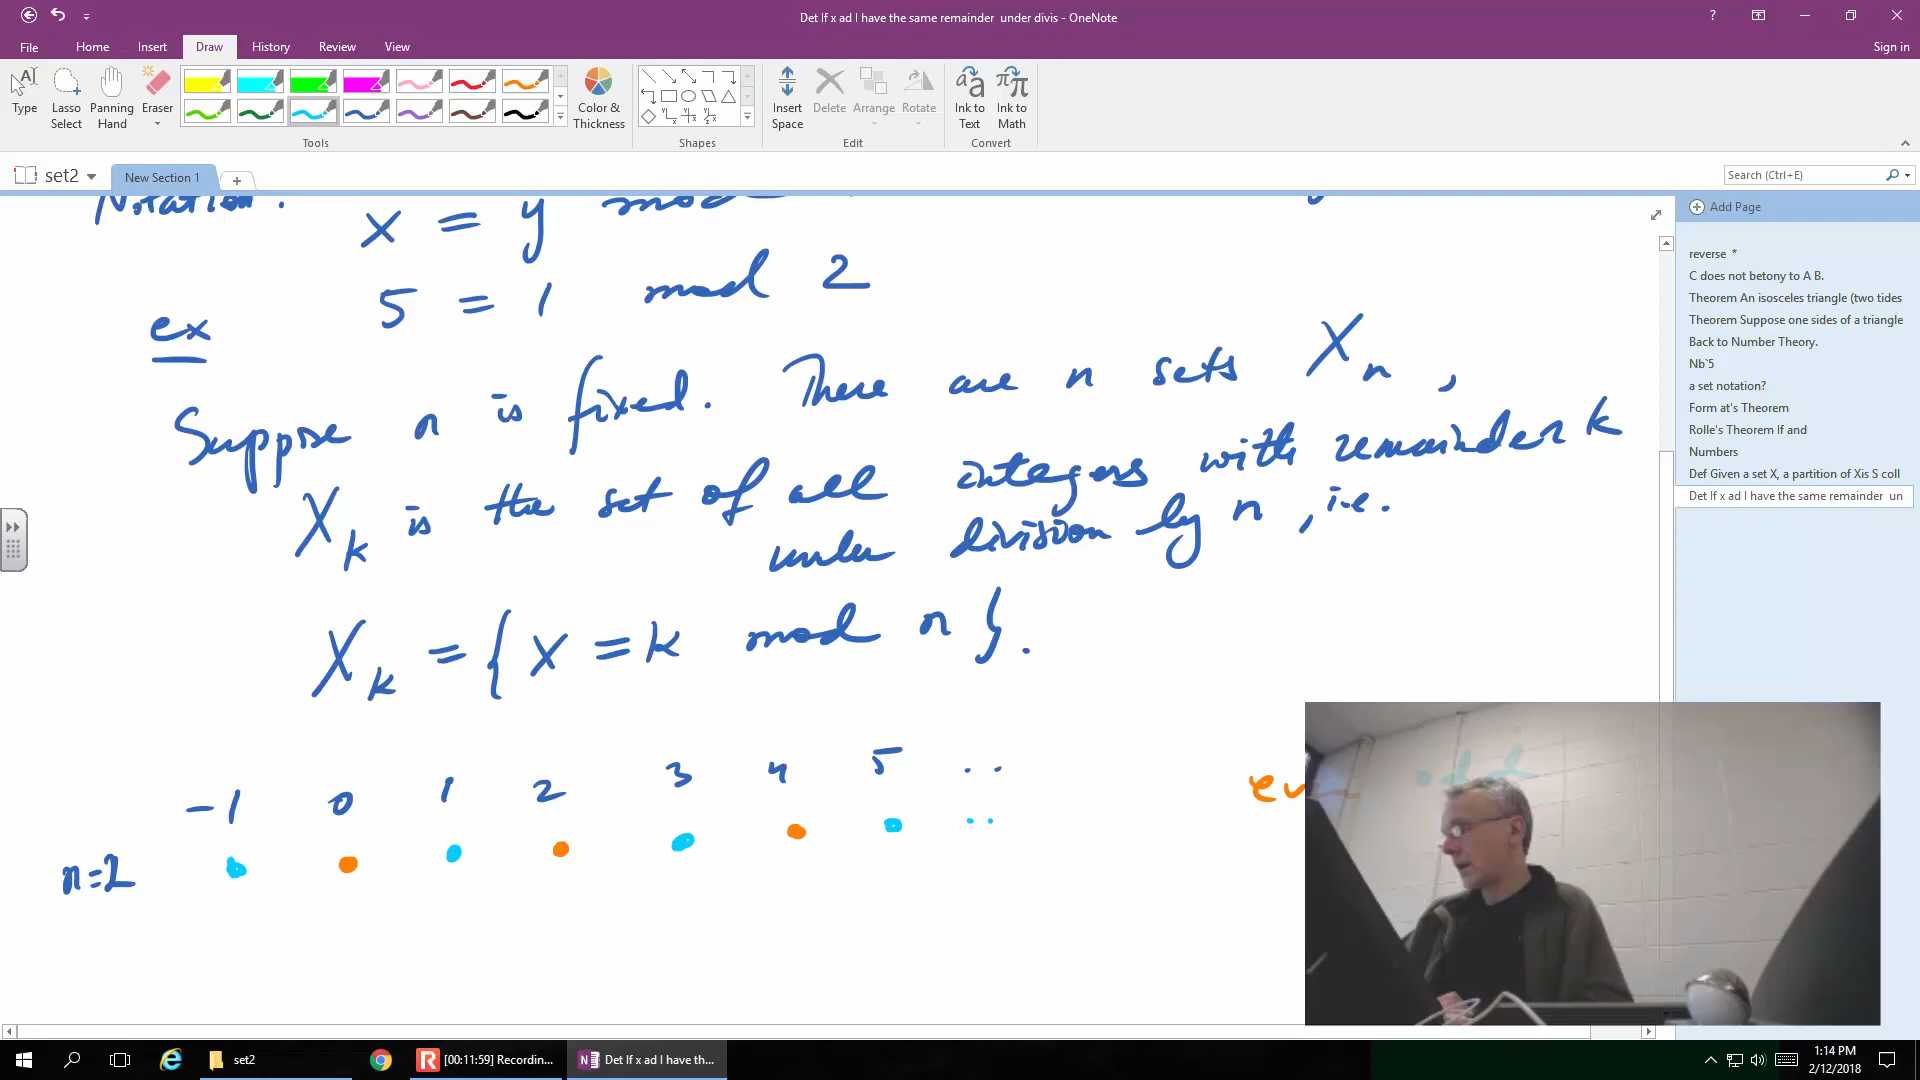 Det If x ad I have the same remainder under divis - OneNote
?
File Home Insert Draw History Review View
Sign in
Type
Lasso Select
Panning Hand
Eraser
Color & Thickness
Insert Space
Delete
Arrange
Rotate
Ink to Text
Ink to Math
Tools
Shapes
Edit
Convert
set2
New Section 1
Search (Ctrl+E)
Add Page
reverse *
C does not betony to A B.
Theorem An isosceles triangle (two tides
Theorem Suppose one sides of a triangle
Back to Number Theory.
Nb`5
a set notation?
Form at's Theorem
Rolle's Theorem If and
Numbers
Def Given a set X, a partition of Xis S coll
Det If x ad I have the same remainder un
Notation:
x = y mod
ex
5 = 1 mod 2
Suppose n is fixed. There are n sets Xn,
Xk is the set of all integers with remainder k
under division by n, i.e.
Xk = { x = k mod n } .
-1 0 1 2 3 4 5 ..
odd
n=2
set2
[00:11:59] Recordin...
Det If x ad I have th...
1:14 PM
2/12/2018